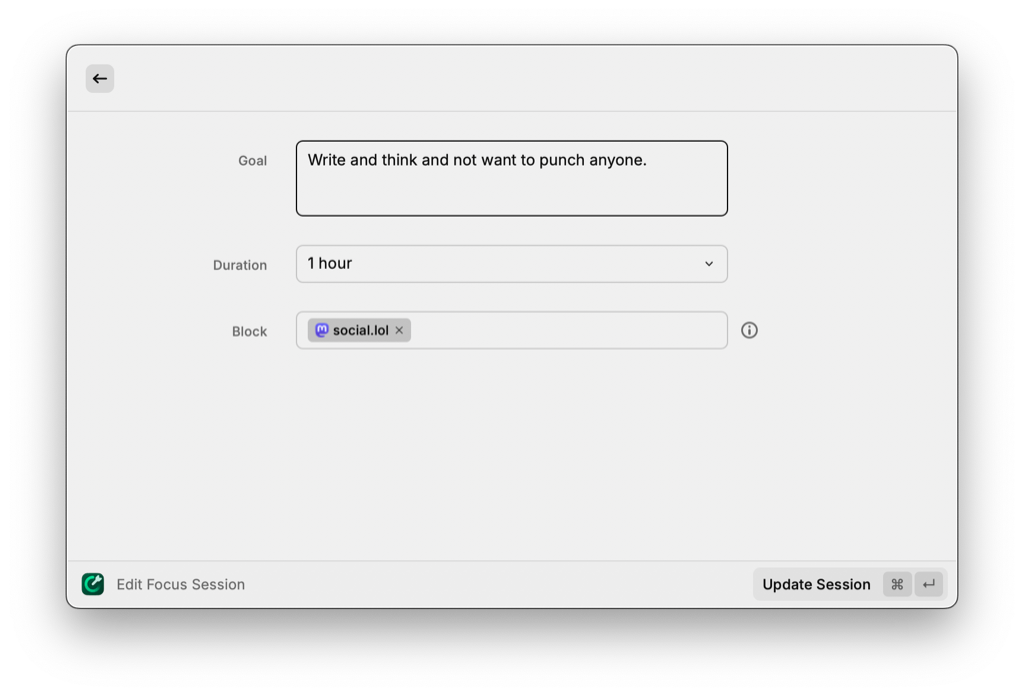 Goal
Write and think and not want to punch anyone.
Duration
1 hour
Block
social.lol ×
Edit Focus Session
Update Session ⌘ ↵